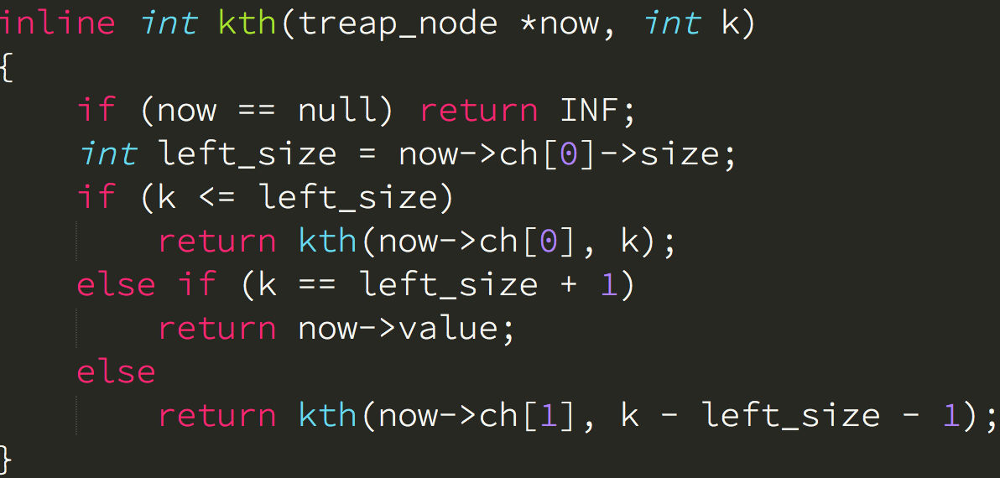 inline int kth(treap_node *now, int k)
{
    if (now == null) return INF;
    int left_size = now->ch[0]->size;
    if (k <= left_size)
        return kth(now->ch[0], k);
    else if (k == left_size + 1)
        return now->value;
    else
        return kth(now->ch[1], k - left_size - 1);
}